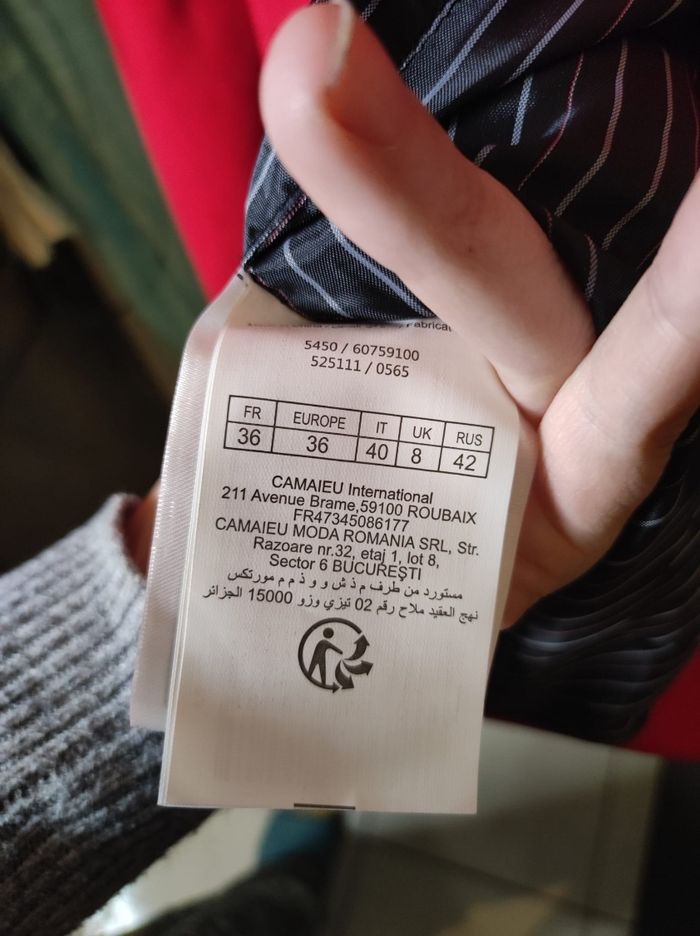 5450 / 60759100
525111 / 0565
FR EUROPE IT UK RUS
36 36 40 8 42
CAMAIEU International
211 Avenue Brame,59100 ROUBAIX
FR47345086177
CAMAIEU MODA ROMANIA SRL, Str.
Razoare nr.32, etaj 1, lot 8,
Sector 6 BUCUREŞTI
مستورد من طرف م ذ ش و و ذ م م مورتكس
نهج العقيد ملاح رقم 02 تيزي وزو 15000 الجزائر